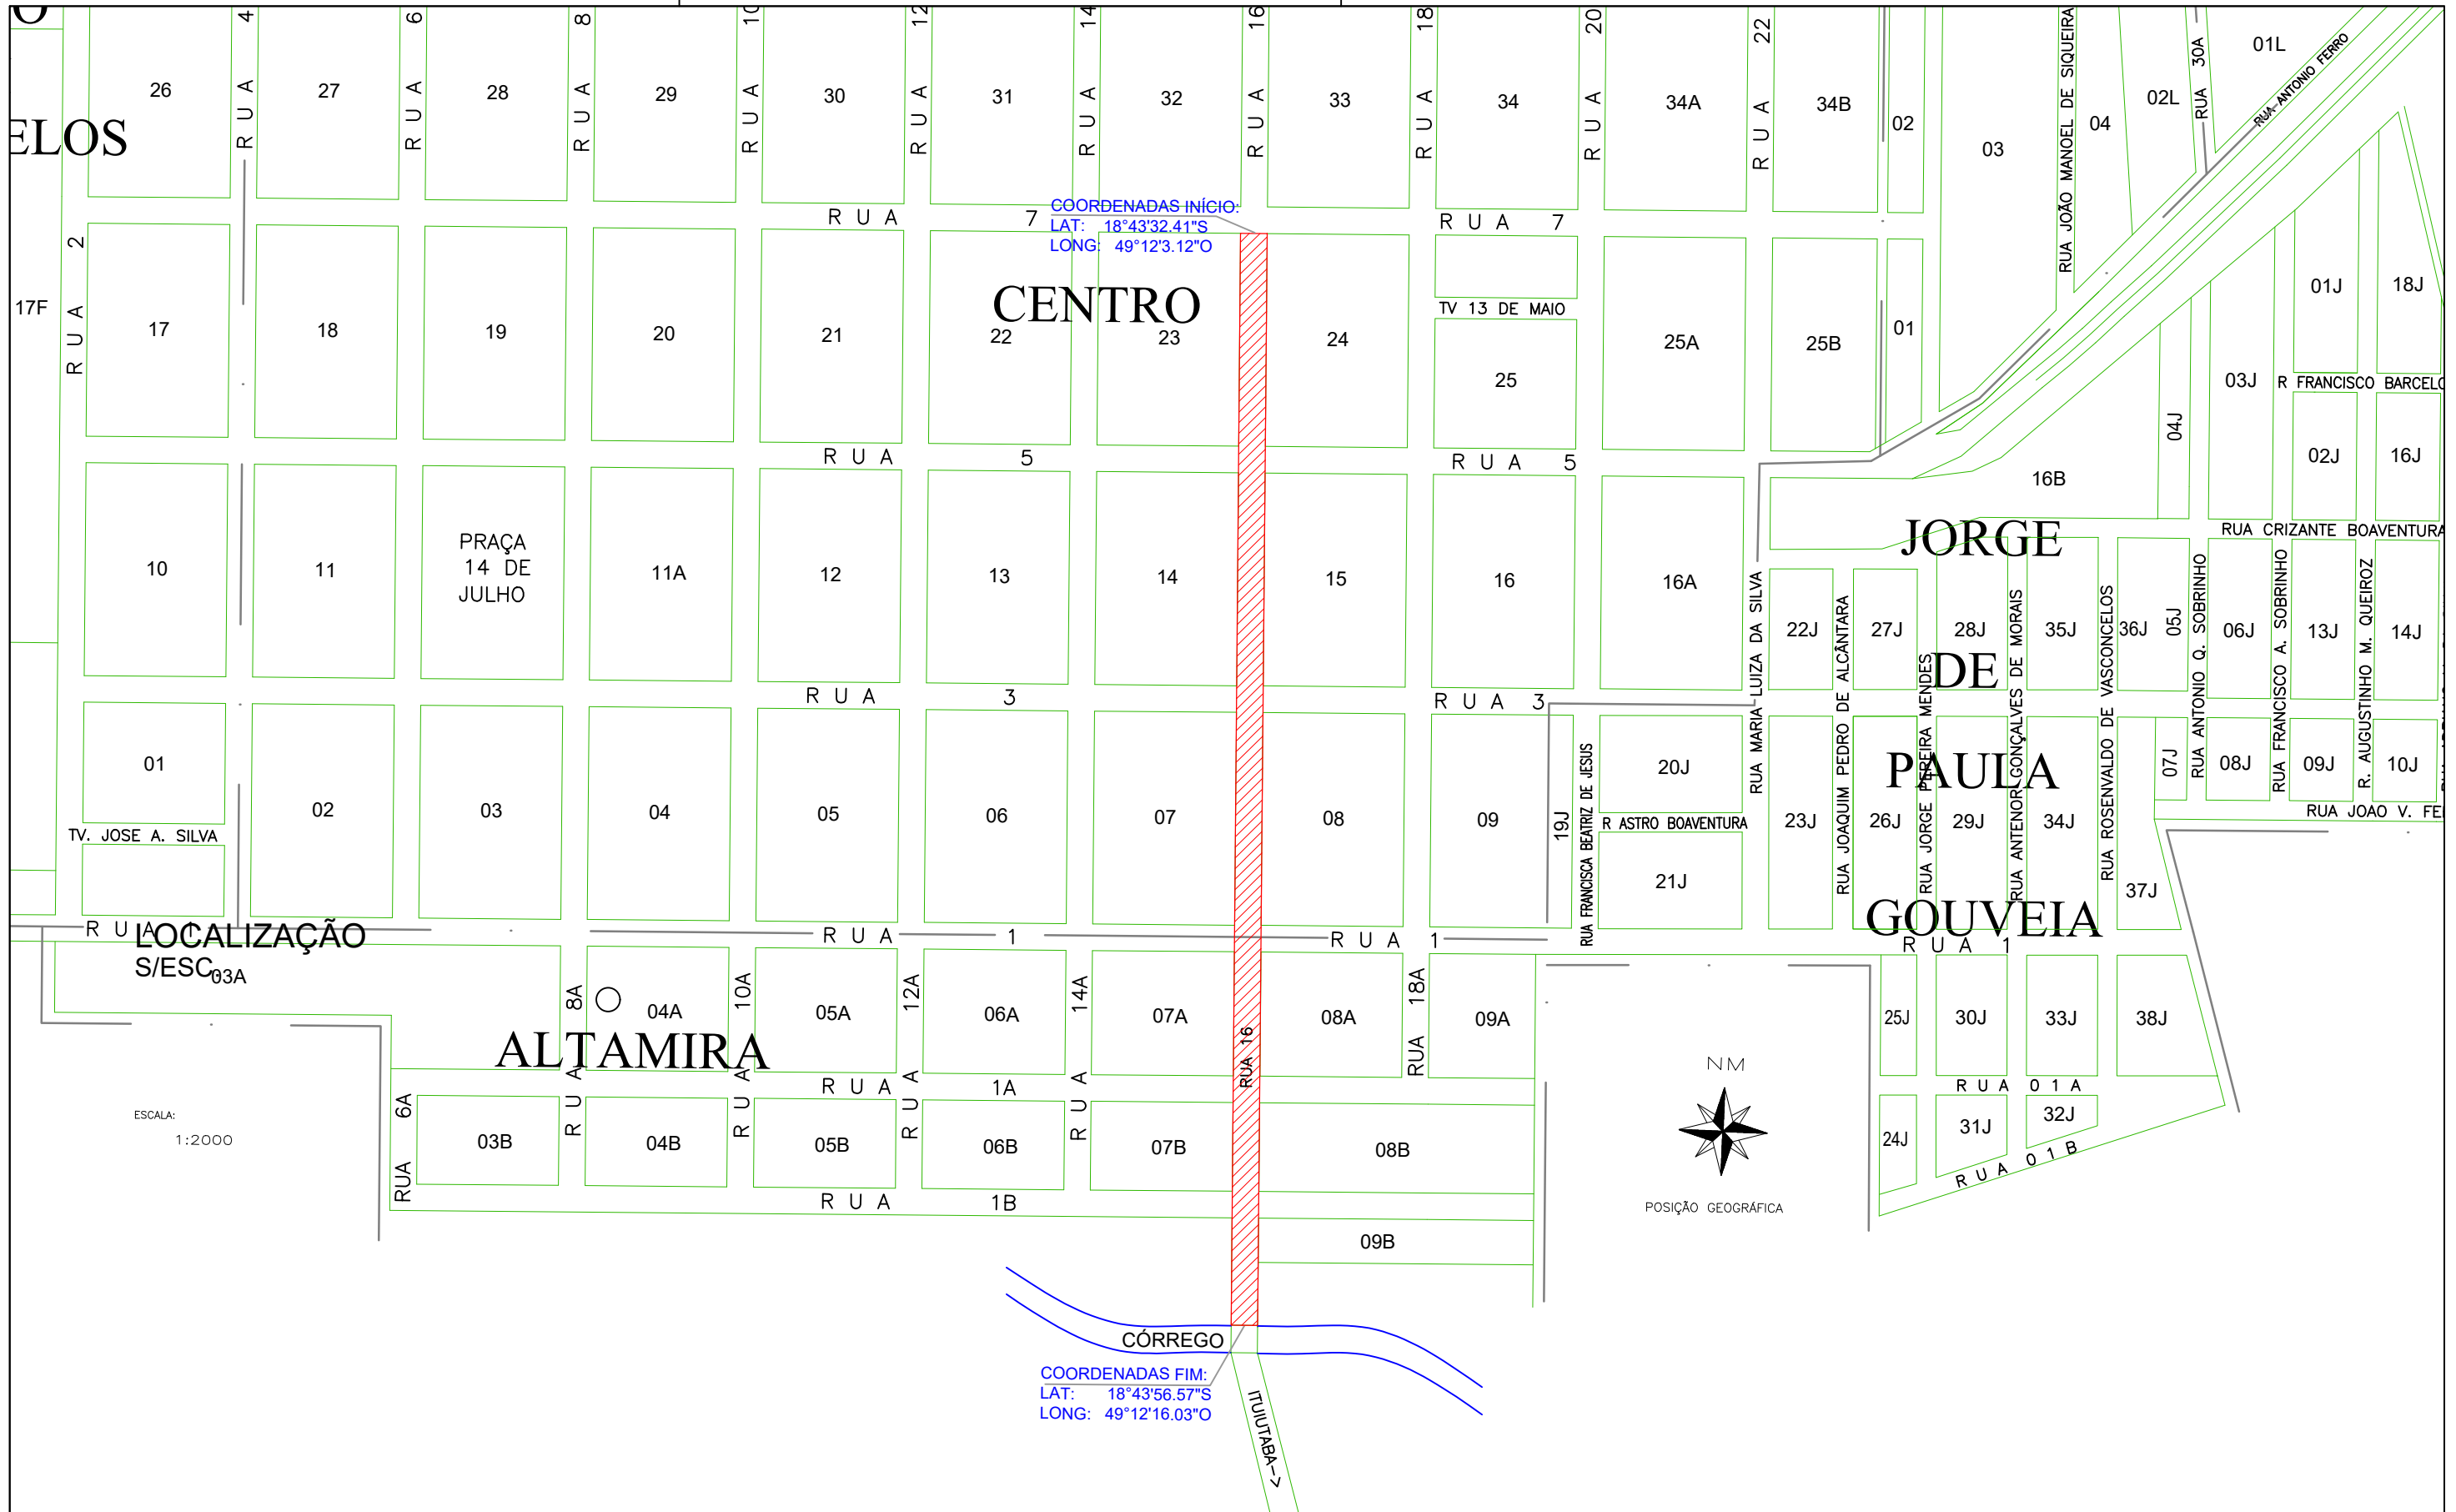 O
RUA 4
RUA 6
RUA 8
RUA 10
RUA 12
RUA 14
RUA 16
RUA 18
RUA 20
RUA 22
RUA JOÃO MANOEL DE SIQUEIRA
RUA 30A
RUA ANTONIO FERRO
26
27
28
29
30
31
32
33
34
34A
34B
02
03
04
02L
01L
ELOS
RUA 7
RUA 7
COORDENADAS INÍCIO:
LAT: 18°43'32.41"S
LONG: 49°12'3.12"O
CENTRO
RUA 2
17F
17
18
19
20
21
22
23
24
TV 13 DE MAIO
25
25A
25B
01
04J
03J
01J
18J
R FRANCISCO BARCELO
02J
16J
16B
RUA 5
RUA 5
RUA CRIZANTE BOAVENTURA
10
11
PRAÇA
14 DE
JULHO
11A
12
13
14
15
16
16A
JORGE
DE
PAULA
GOUVEIA
22J
27J
28J
35J
36J
05J
06J
13J
14J
RUA MARIA LUIZA DA SILVA
RUA JOAQUIM PEDRO DE ALCÂNTARA
RUA JORGE PEREIRA MENDES
RUA ANTENOR GONÇALVES DE MORAIS
RUA ROSENVALDO DE VASCONCELOS
RUA ANTONIO Q. SOBRINHO
RUA FRANCISCO A. SOBRINHO
R. AUGUSTINHO M. QUEIROZ
RUA 3
RUA 3
01
TV. JOSE A. SILVA
02
03
04
05
06
07
08
09
19J
RUA FRANCISCA BEATRIZ DE JESUS
20J
R ASTRO BOAVENTURA
21J
23J
26J
29J
34J
37J
07J
08J
09J
10J
RUA JOAO V. FE
RUA 1
RUA 1
RUA 1
RUA 1
LOCALIZAÇÃO
S/ESC.
03A
RUA 8A
04A
RUA 10A
05A
RUA 12A
06A
RUA 14A
07A
RUA 16
08A
RUA 18A
09A
25J
30J
33J
38J
ALTAMIRA
RUA 1A
RUA 01A
NM
POSIÇÃO GEOGRÁFICA
ESCALA:
1:2000
RUA 6A
03B
04B
05B
06B
07B
08B
24J
31J
32J
RUA 01B
RUA 1B
09B
CÓRREGO
COORDENADAS FIM:
LAT: 18°43'56.57"S
LONG: 49°12'16.03"O
ITUIUTABA-->